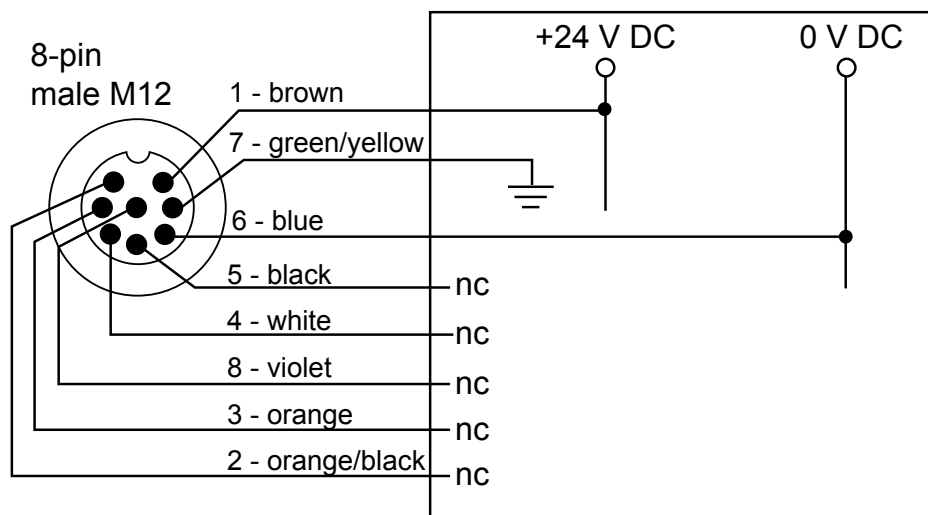 +24 V DC
0 V DC
8-pin
male M12
1 - brown
7 - green/yellow
6 - blue
5 - black
nc
4 - white
nc
8 - violet
nc
3 - orange
nc
2 - orange/black
nc